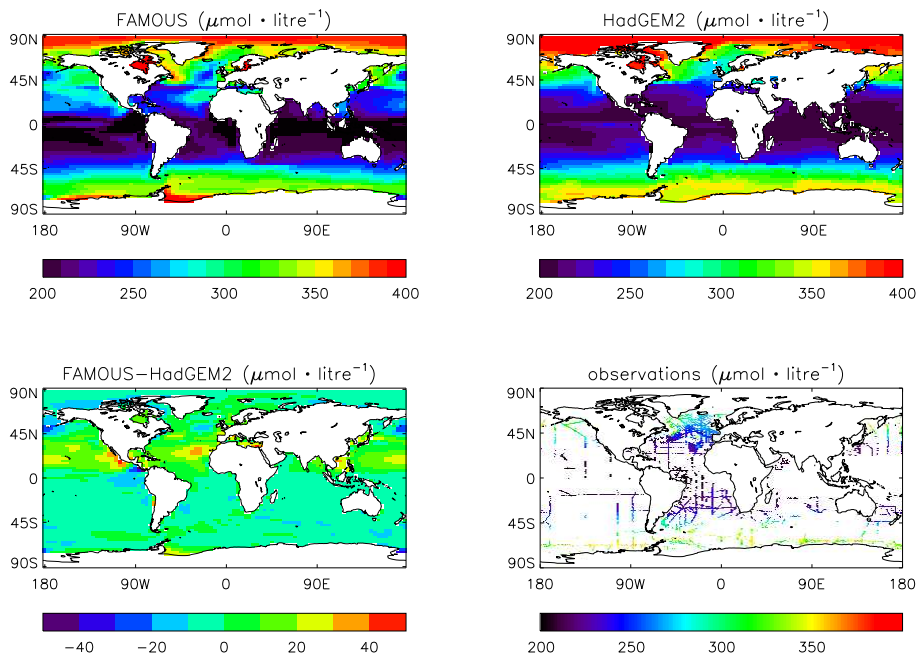 FAMOUS (μmol • litre⁻¹)
90N
45N
0
45S
90S
180 90W 0 90E
200 250 300 350 400
HadGEM2 (μmol • litre⁻¹)
90N
45N
0
45S
90S
180 90W 0 90E
200 250 300 350 400
FAMOUS−HadGEM2 (μmol • litre⁻¹)
90N
45N
0
45S
90S
180 90W 0 90E
−40 −20 0 20 40
observations (μmol • litre⁻¹)
90N
45N
0
45S
90S
180 90W 0 90E 180
200 250 300 350